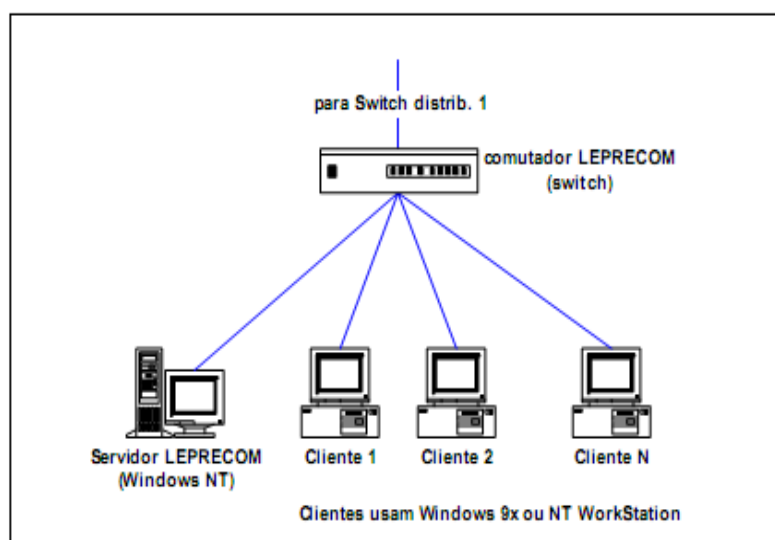 para Switch distrib. 1
comutador LEPRECOM
(switch)
Servidor LEPRECOM
(Windows NT)
Cliente 1
Cliente 2
Cliente N
Clientes usam Windows 9x ou NT WorkStation